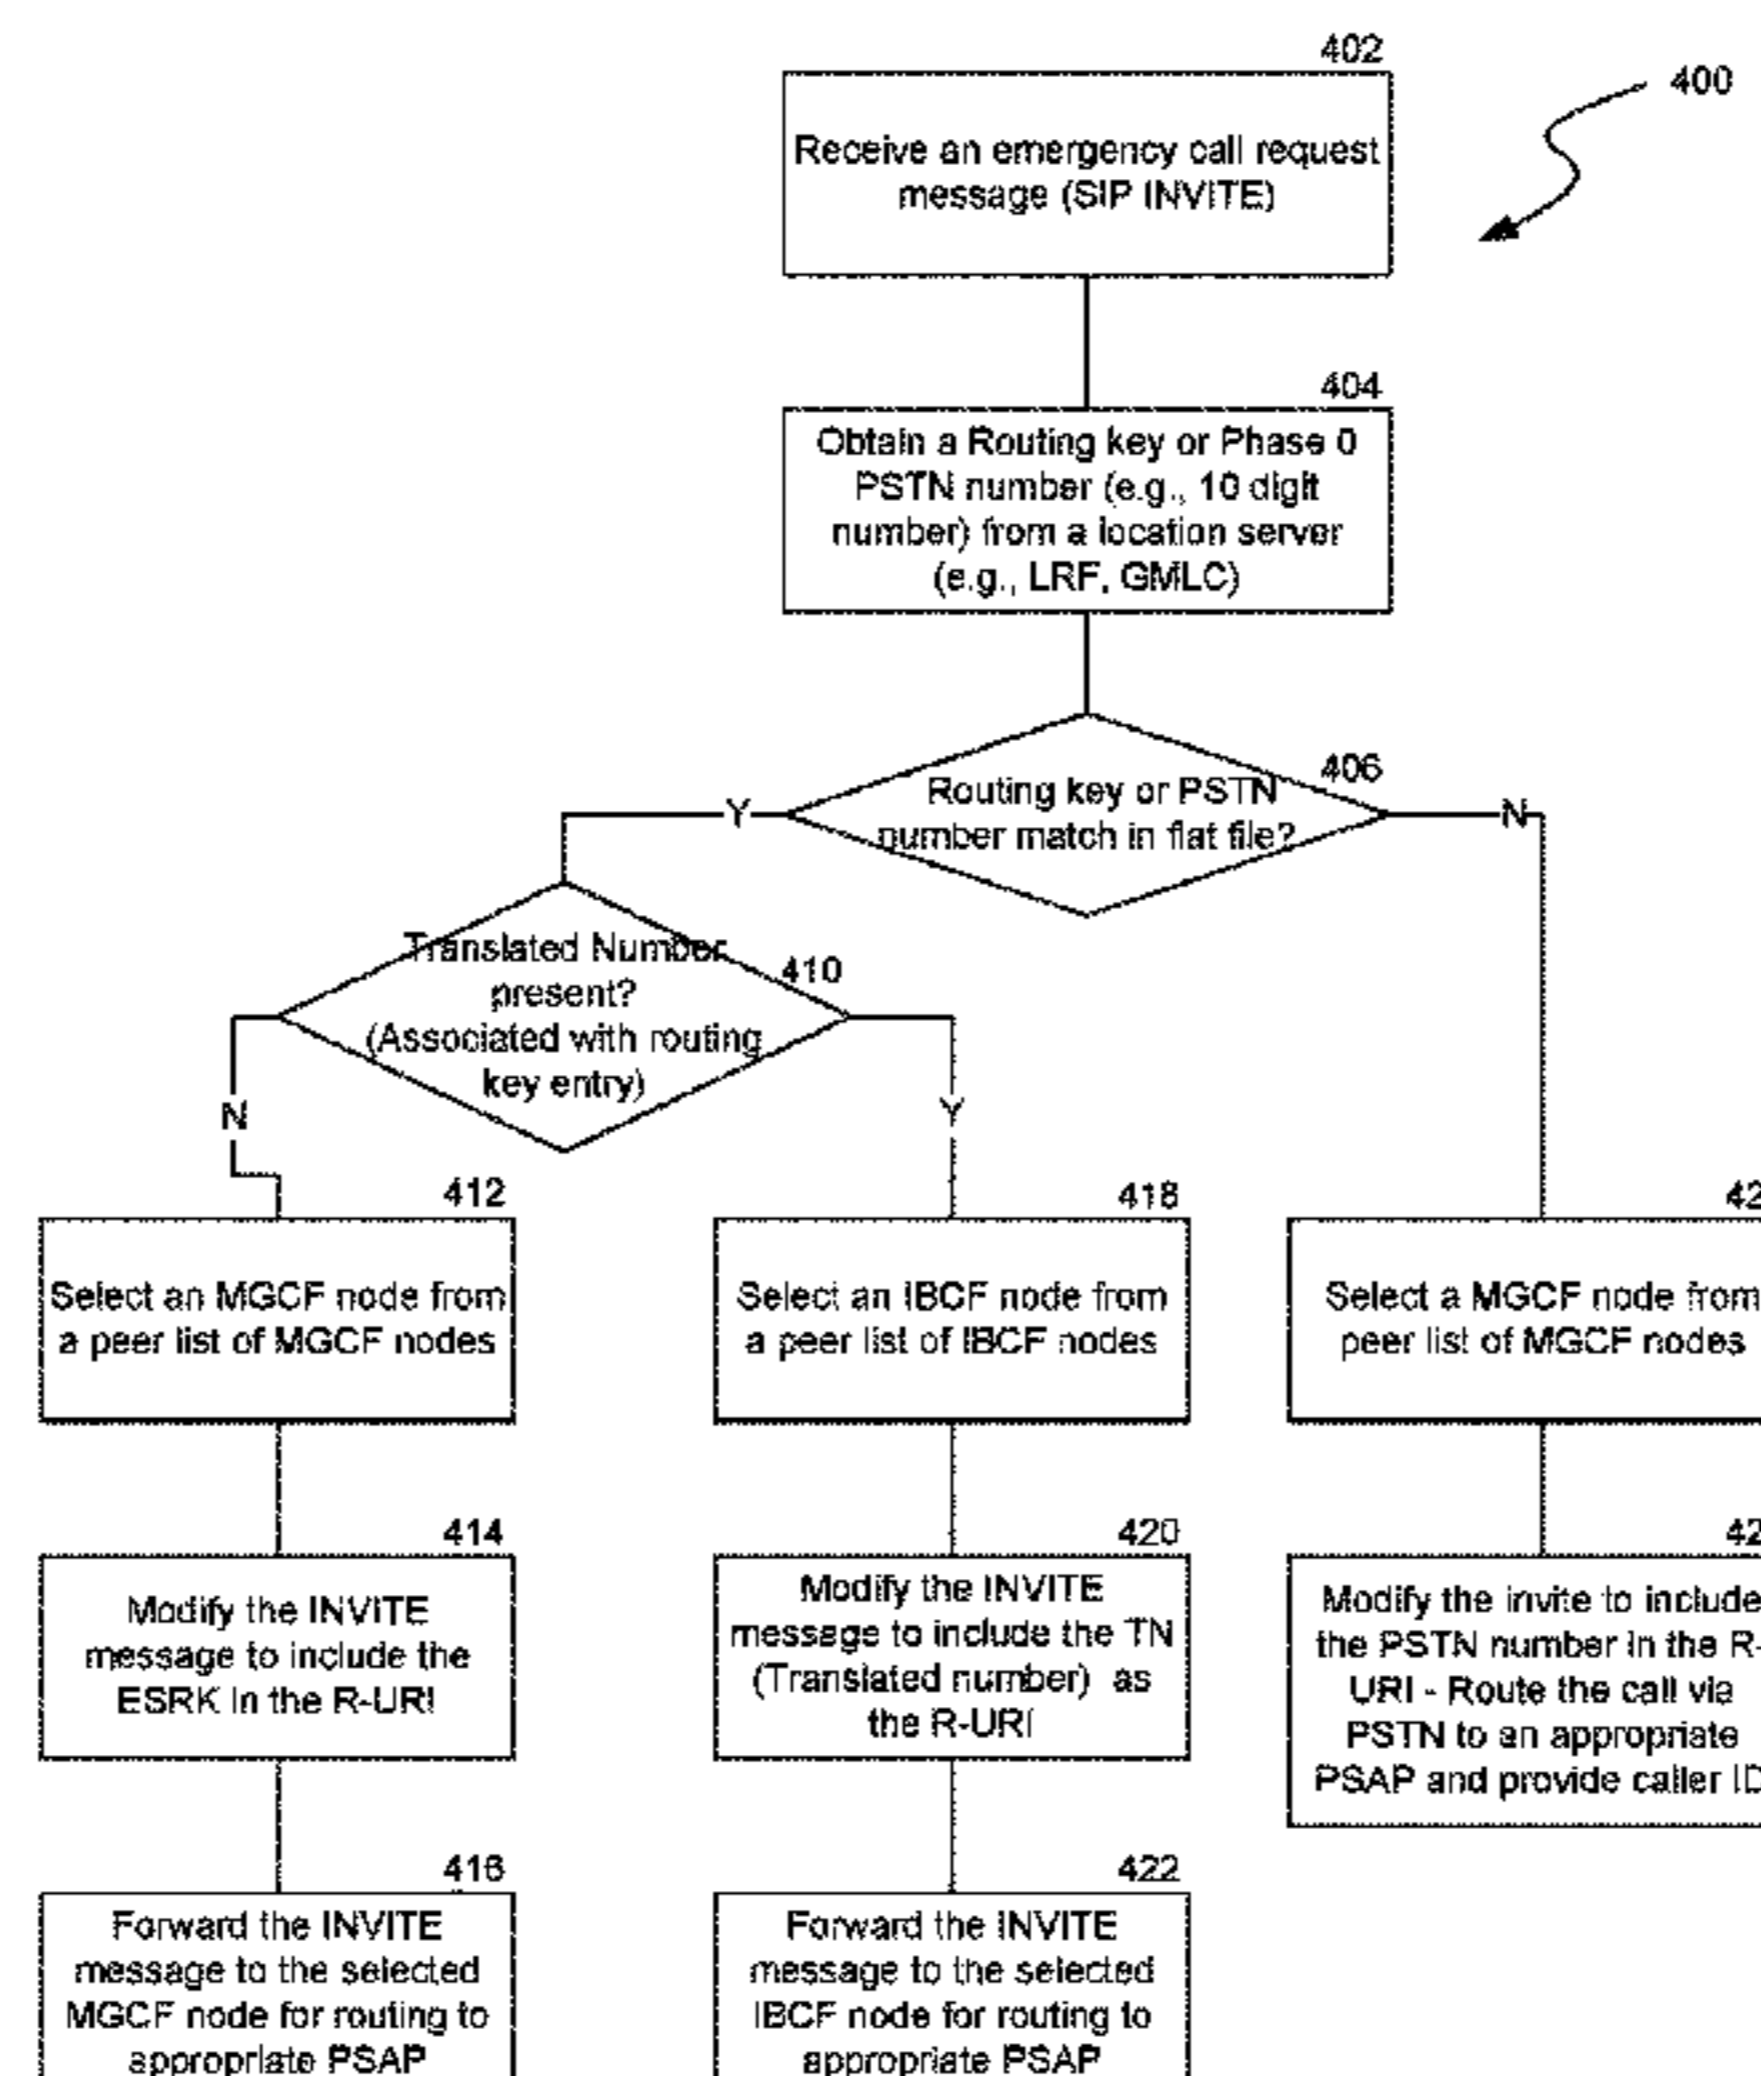 402
400
Receive an emergency call request
message (SIP INVITE)
404
Obtain a Routing key or Phase 0
PSTN number (e.g., 10 digit
number) from a location server
(e.g., LRF, GMLC)
406
Routing key or PSTN
number match in flat file?
Y
N
Translated Number
present?
(Associated with routing
key entry)
410
N
Y
412
Select an MGCF node from
a peer list of MGCF nodes
418
Select an IBCF node from
a peer list of IBCF nodes
42
Select a MGCF node from
peer list of MGCF nodes
414
Modify the INVITE
message to include the
ESRK in the R-URI
420
Modify the INVITE
message to include the TN
(Translated number) as
the R-URI
42
Modify the invite to include
the PSTN number in the R-
URI - Route the call via
PSTN to an appropriate
PSAP and provide caller ID
416
Forward the INVITE
message to the selected
MGCF node for routing to
appropriate PSAP
422
Forward the INVITE
message to the selected
IBCF node for routing to
appropriate PSAP